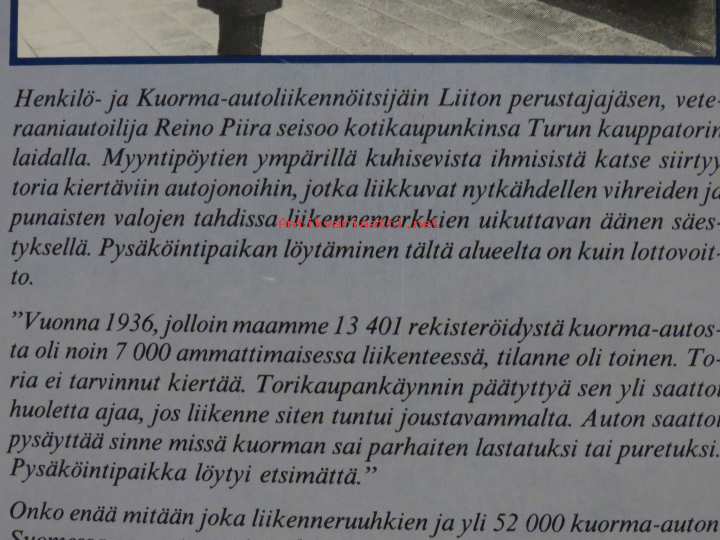 Henkilö- ja Kuorma-autoliikennöitsijäin Liiton perustajajäsen, vete-
raaniautoilija Reino Piira seisoo kotikaupunkinsa Turun kauppatorin
laidalla. Myyntipöytien ympärillä kuhisevista ihmisistä katse siirtyy
toria kiertäviin autojonoihin, jotka liikkuvat nytkähdellen vihreiden ja
punaisten valojen tahdissa liikennemerkkien uikuttavan äänen säes-
tyksellä. Pysäköintipaikan löytäminen tältä alueelta on kuin lottovoit-
to.
”Vuonna 1936, jolloin maamme 13 401 rekisteröidystä kuorma-autos-
ta oli noin 7 000 ammattimaisessa liikenteessä, tilanne oli toinen. To-
ria ei tarvinnut kiertää. Torikaupankäynnin päätyttyä sen yli saattoi
huoletta ajaa, jos liikenne siten tuntui joustavammalta. Auton saattoi
pysäyttää sinne missä kuorman sai parhaiten lastatuksi tai puretuksi.
Pysäköintipaikka löytyi etsimättä.”
Onko enää mitään joka liikenneruuhkien ja yli 52 000 kuorma-auton